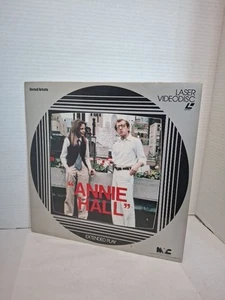 LASER
VIDEODISC
"ANNIE
HALL"
EXTENDED PLAY